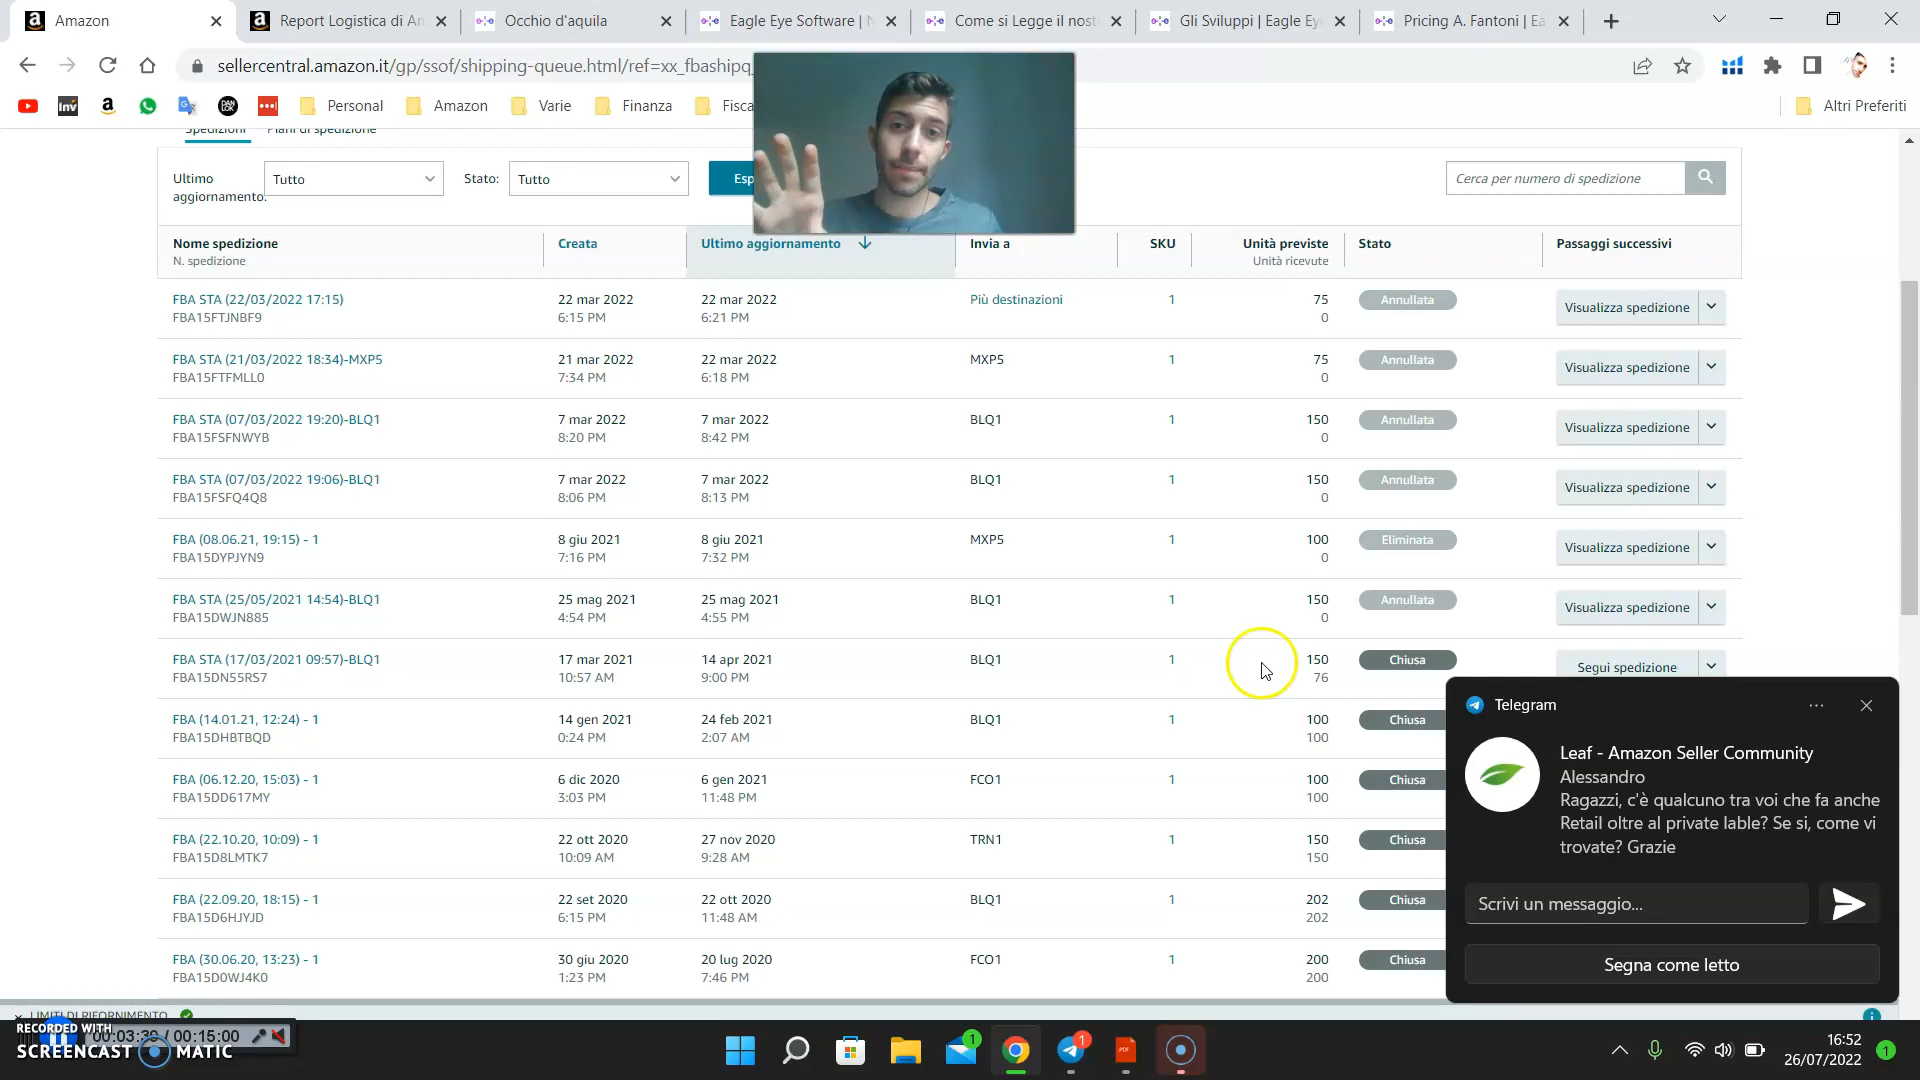 Amazon
Report Logistica di An
Occhio d'aquila
Eagle Eye Software | N
Come si Legge il nost
Gli Sviluppi | Eagle Ey
Pricing A. Fantoni | Ea
sellercentral.amazon.it/gp/ssof/shipping-queue.html/ref=xx_fbashipq_
Inv
Personal
Amazon
Varie
Finanza
Fisca
Altri Preferiti
Spedizioni
Piani di spedizione
Ultimo aggiornamento:
Tutto
Stato:
Tutto
Esp
Cerca per numero di spedizione
Nome spedizione
N. spedizione
Creata
Ultimo aggiornamento
Invia a
SKU
Unità previste
Unità ricevute
Stato
Passaggi successivi
FBA STA (22/03/2022 17:15) 22 mar 2022 22 mar 2022 Più destinazioni 1 75 Annullata Visualizza spedizione
FBA15FTJNBF9 6:15 PM 6:21 PM 0
FBA STA (21/03/2022 18:34)-MXP5 21 mar 2022 22 mar 2022 MXP5 1 75 Annullata Visualizza spedizione
FBA15FTFMLL0 7:34 PM 6:18 PM 0
FBA STA (07/03/2022 19:20)-BLQ1 7 mar 2022 7 mar 2022 BLQ1 1 150 Annullata Visualizza spedizione
FBA15FSFNWYB 8:20 PM 8:42 PM 0
FBA STA (07/03/2022 19:06)-BLQ1 7 mar 2022 7 mar 2022 BLQ1 1 150 Annullata Visualizza spedizione
FBA15FSFQ4Q8 8:06 PM 8:13 PM 0
FBA (08.06.21, 19:15) - 1 8 giu 2021 8 giu 2021 MXP5 1 100 Eliminata Visualizza spedizione
FBA15DYPJYN9 7:16 PM 7:32 PM 0
FBA STA (25/05/2021 14:54)-BLQ1 25 mag 2021 25 mag 2021 BLQ1 1 150 Annullata Visualizza spedizione
FBA15DWJN885 4:54 PM 4:55 PM 0
FBA STA (17/03/2021 09:57)-BLQ1 17 mar 2021 14 apr 2021 BLQ1 1 150 Chiusa Segui spedizione
FBA15DN55RS7 10:57 AM 9:00 PM 76
FBA (14.01.21, 12:24) - 1 14 gen 2021 24 feb 2021 BLQ1 1 100 Chiusa
FBA15DHBTBQD 0:24 PM 2:07 AM 100
FBA (06.12.20, 15:03) - 1 6 dic 2020 6 gen 2021 FCO1 1 100 Chiusa
FBA15DD617MY 3:03 PM 11:48 PM 100
FBA (22.10.20, 10:09) - 1 22 ott 2020 27 nov 2020 TRN1 1 150 Chiusa
FBA15D8LMTK7 10:09 AM 9:28 AM 150
FBA (22.09.20, 18:15) - 1 22 set 2020 22 ott 2020 BLQ1 1 202 Chiusa
FBA15D6HJYJD 6:15 PM 11:48 AM 202
FBA (30.06.20, 13:23) - 1 30 giu 2020 20 lug 2020 FCO1 1 200 Chiusa
FBA15D0WJ4K0 1:23 PM 7:46 PM 200
Telegram
Leaf - Amazon Seller Community
Alessandro
Ragazzi, c'è qualcuno tra voi che fa anche
Retail oltre al private lable? Se si, come vi
trovate? Grazie
Scrivi un messaggio...
Segna come letto
LIMITI DI RIFORNIMENTO
RECORDED WITH
SCREENCAST MATIC
/ 00:15:00
1
1
16:52
26/07/2022
1